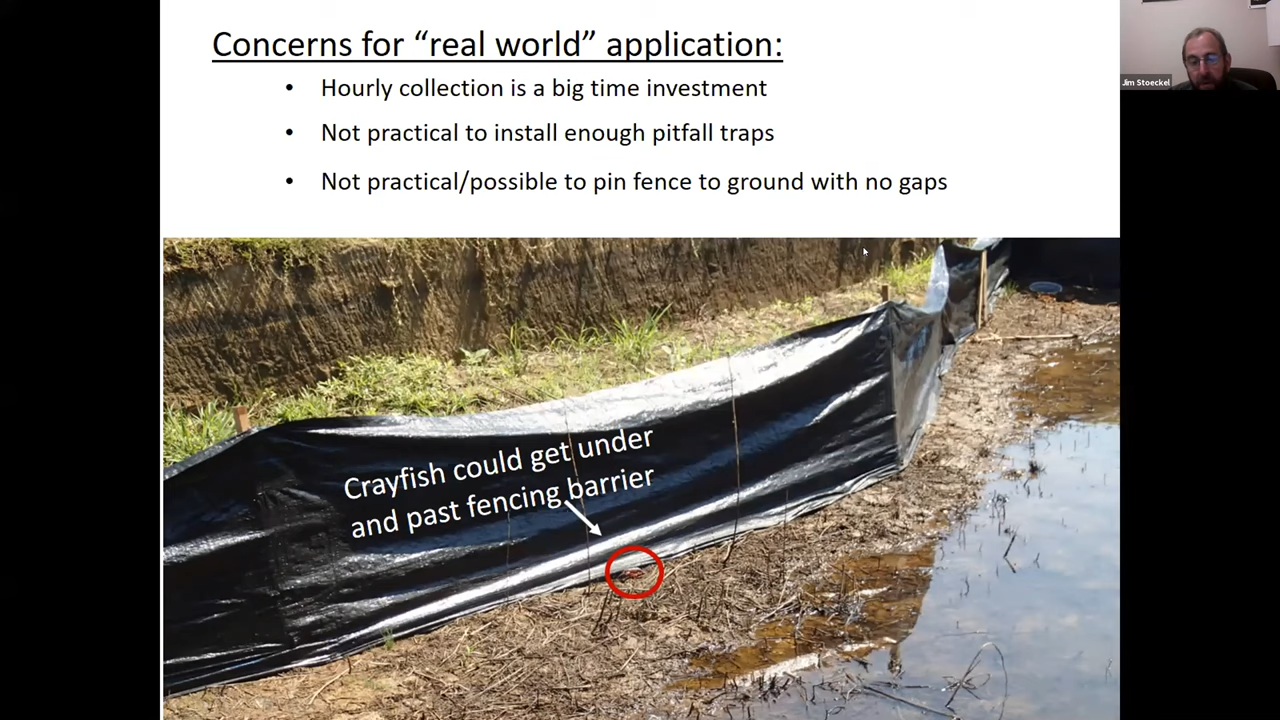 Concerns for “real world” application:
• Hourly collection is a big time investment
• Not practical to install enough pitfall traps
• Not practical/possible to pin fence to ground with no gaps
Crayfish could get under
and past fencing barrier
Jim Stoeckel